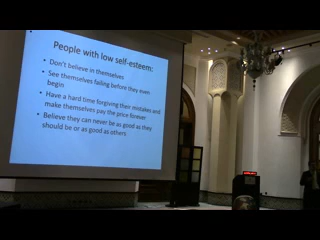 People with low self-esteem:
• Don't believe in themselves
• See themselves failing before they even
begin
• Have a hard time forgiving their mistakes and
make themselves pay the price forever
• Believe they can never be as good as they
should be or as good as others